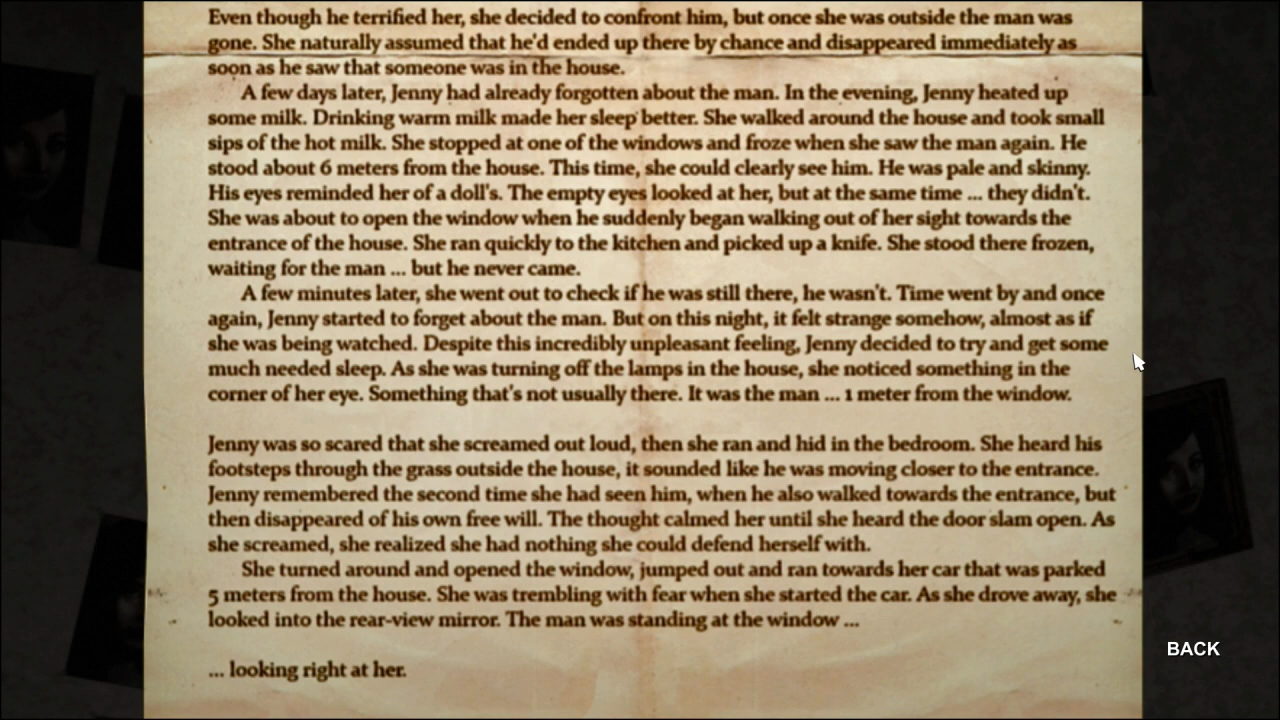 Even though he terrified her, she decided to confront him, but once she was outside the man was
gone. She naturally assumed that he'd ended up there by chance and disappeared immediately as
soon as he saw that someone was in the house.
A few days later, Jenny had already forgotten about the man. In the evening, Jenny heated up
some milk. Drinking warm milk made her sleep better. She walked around the house and took small
sips of the hot milk. She stopped at one of the windows and froze when she saw the man again. He
stood about 6 meters from the house. This time, she could clearly see him. He was pale and skinny.
His eyes reminded her of a doll's. The empty eyes looked at her, but at the same time ... they didn't.
She was about to open the window when he suddenly began walking out of her sight towards the
entrance of the house. She ran quickly to the kitchen and picked up a knife. She stood there frozen,
waiting for the man ... but he never came.
A few minutes later, she went out to check if he was still there, he wasn't. Time went by and once
again, Jenny started to forget about the man. But on this night, it felt strange somehow, almost as if
she was being watched. Despite this incredibly unpleasant feeling, Jenny decided to try and get some
much needed sleep. As she was turning off the lamps in the house, she noticed something in the
corner of her eye. Something that's not usually there. It was the man ... 1 meter from the window.
Jenny was so scared that she screamed out loud, then she ran and hid in the bedroom. She heard his
footsteps through the grass outside the house, it sounded like he was moving closer to the entrance.
Jenny remembered the second time she had seen him, when he also walked towards the entrance, but
then disappeared of his own free will. The thought calmed her until she heard the door slam open. As
she screamed, she realized she had nothing she could defend herself with.
She turned around and opened the window, jumped out and ran towards her car that was parked
5 meters from the house. She was trembling with fear when she started the car. As she drove away, she
looked into the rear-view mirror. The man was standing at the window ...
... looking right at her.
BACK